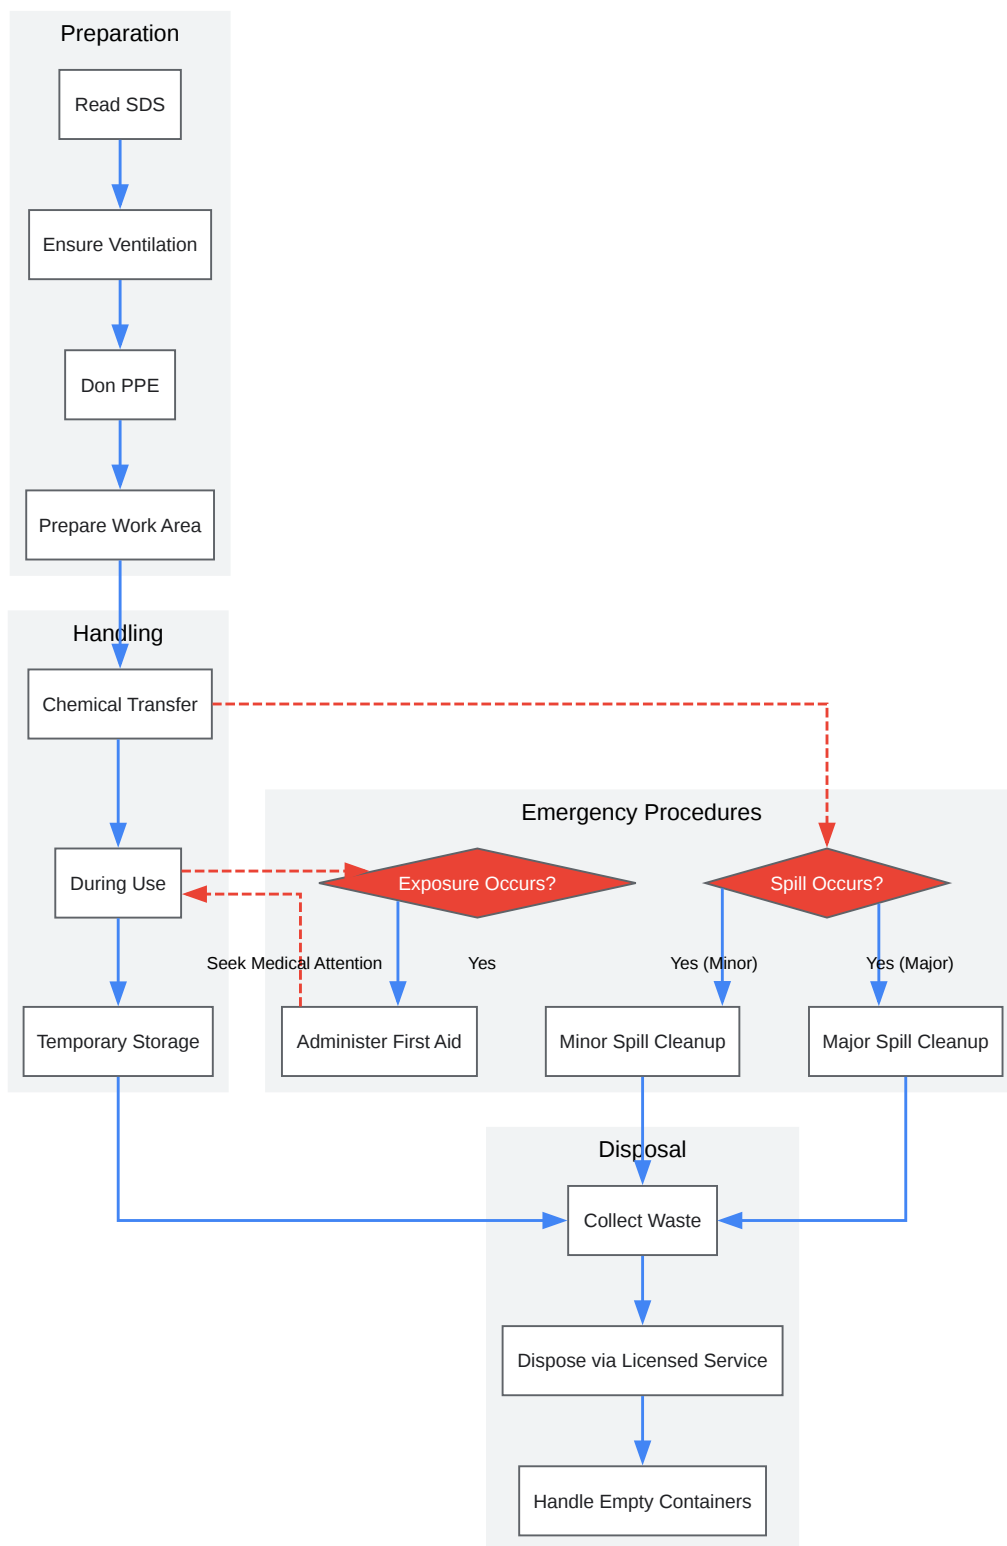 Preparation
Read SDS
Ensure Ventilation
Don PPE
Prepare Work Area
Handling
Chemical Transfer
Emergency Procedures
During Use
Exposure Occurs?
Spill Occurs?
Seek Medical Attention
Yes
Yes (Minor)
Yes (Major)
Temporary Storage
Administer First Aid
Minor Spill Cleanup
Major Spill Cleanup
Disposal
Collect Waste
Dispose via Licensed Service
Handle Empty Containers